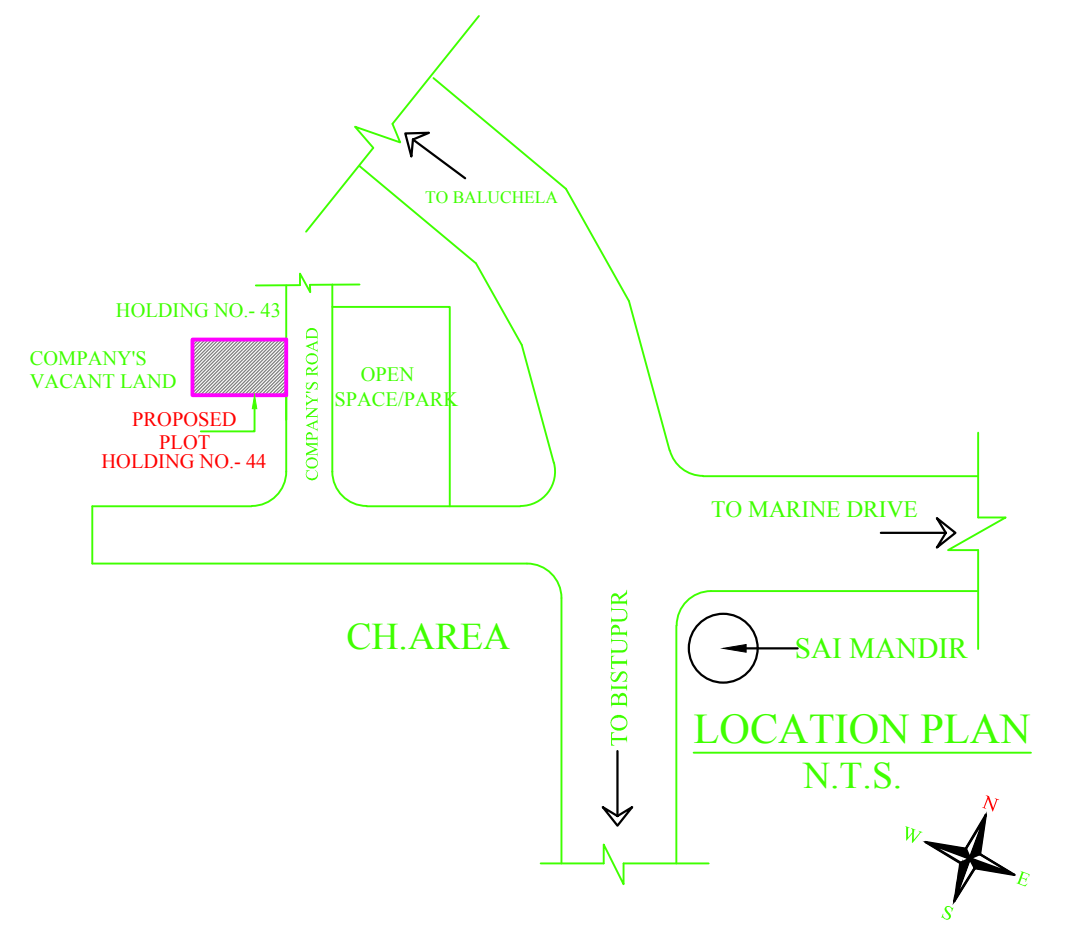 TO BALUCHELA
HOLDING NO.- 43
COMPANY'S
VACANT LAND
PROPOSED
PLOT
HOLDING NO.- 44
COMPANY'S ROAD
OPEN
SPACE/PARK
TO MARINE DRIVE
CH.AREA
TO BISTUPUR
SAI MANDIR
LOCATION PLAN
N.T.S.
N
W
E
S